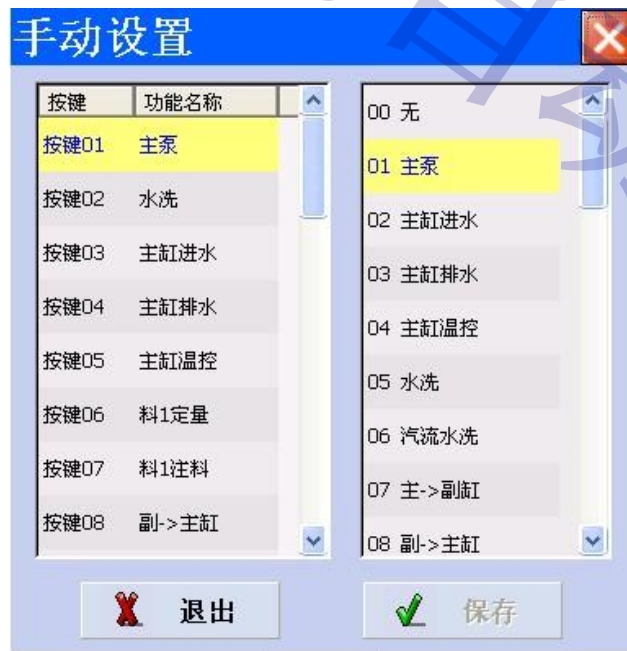 手动设置
按键 功能名称
按键01 主泵
按键02 水洗
按键03 主缸进水
按键04 主缸排水
按键05 主缸温控
按键06 料1定量
按键07 料1注料
按键08 副->主缸
00 无
01 主泵
02 主缸进水
03 主缸排水
04 主缸温控
05 水洗
06 汽流水洗
07 主->副缸
08 副->主缸
退出
保存